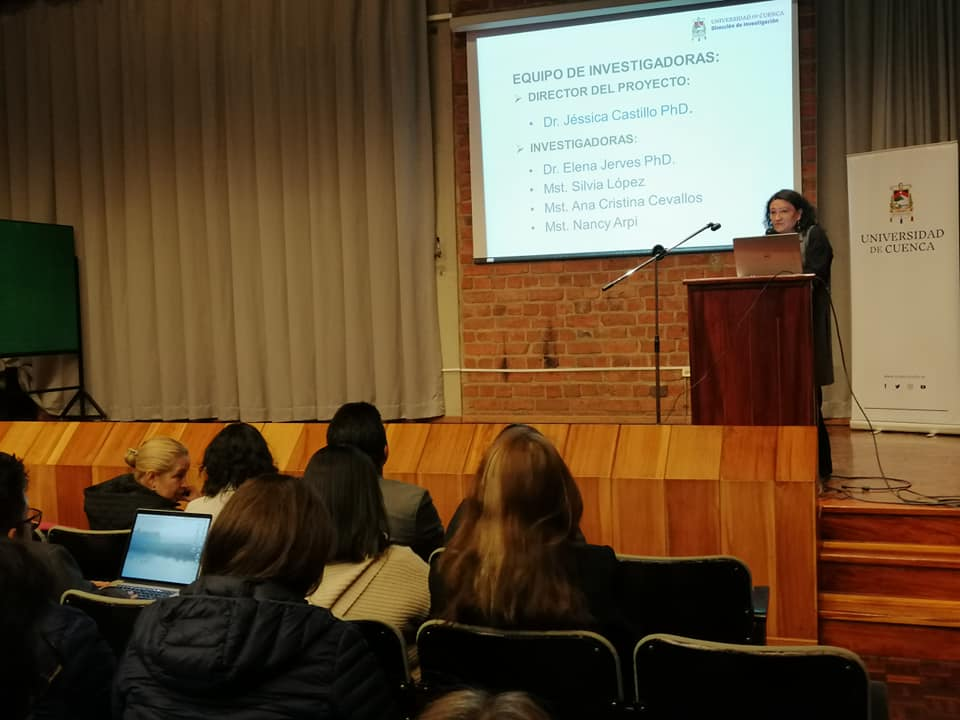 UNIVERSIDAD DE CUENCA
Dirección de Investigación
EQUIPO DE INVESTIGADORAS:
➢ DIRECTOR DEL PROYECTO:
• Dr. Jéssica Castillo PhD.
➢ INVESTIGADORAS:
• Dr. Elena Jerves PhD.
• Mst. Silvia López
• Mst. Ana Cristina Cevallos
• Mst. Nancy Arpi
UNIVERSIDAD
DE CUENCA